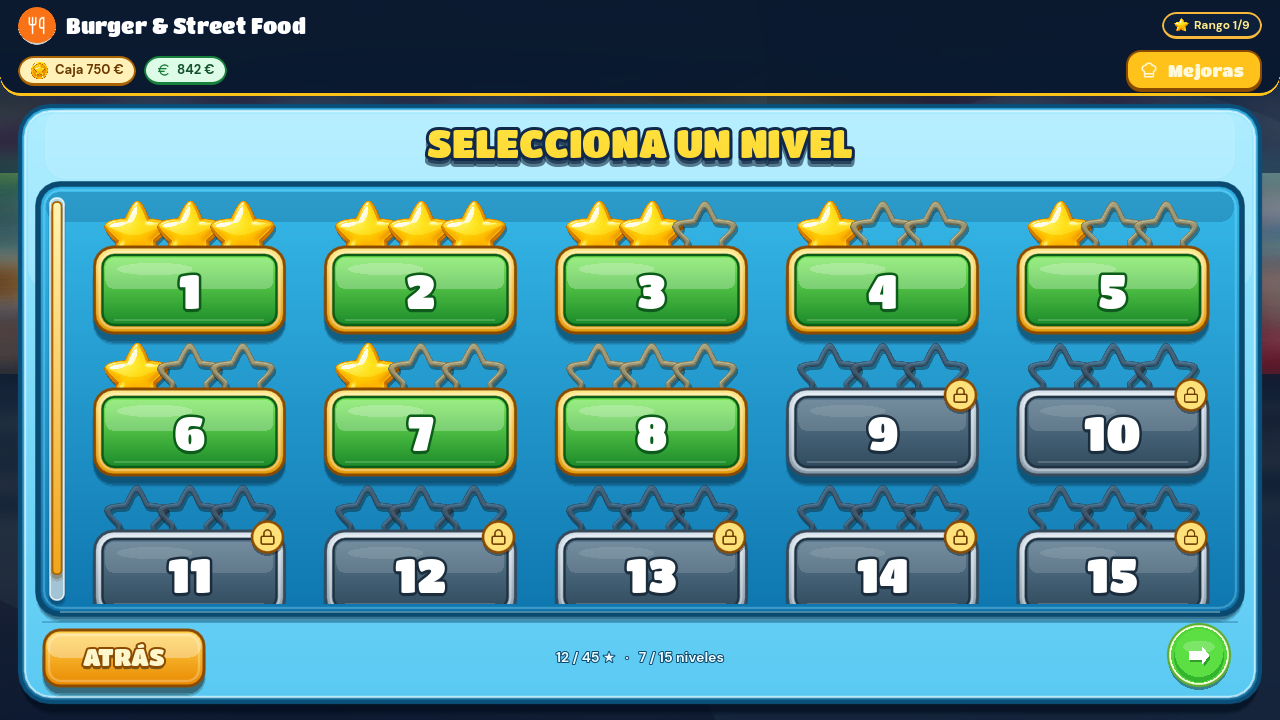 Burger & Street Food
Rango 1/9
Caja 750 €
€ 842 €
Mejoras
SELECCIONA UN NIVEL
1 2 3 4 5
6 7 8 9 10
11 12 13 14 15
ATRÁS
12 / 45 ★ · 7 / 15 niveles